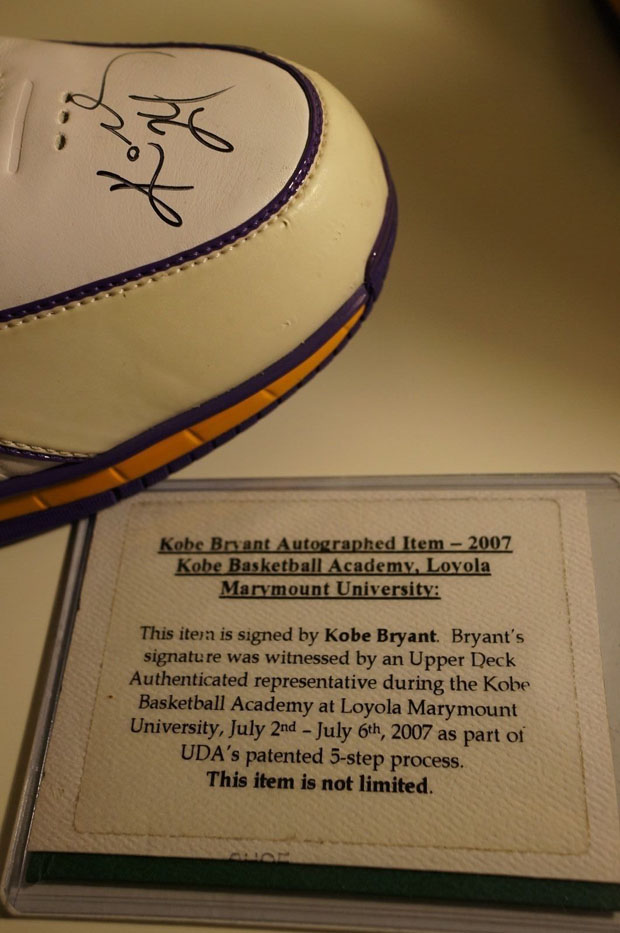 Kobe Bryant Autographed Item – 2007
Kobe Basketball Academy, Loyola
Marymount University:
This item is signed by Kobe Bryant. Bryant's
signature was witnessed by an Upper Deck
Authenticated representative during the Kobe
Basketball Academy at Loyola Marymount
University, July 2nd – July 6th, 2007 as part of
UDA's patented 5-step process.
This item is not limited.